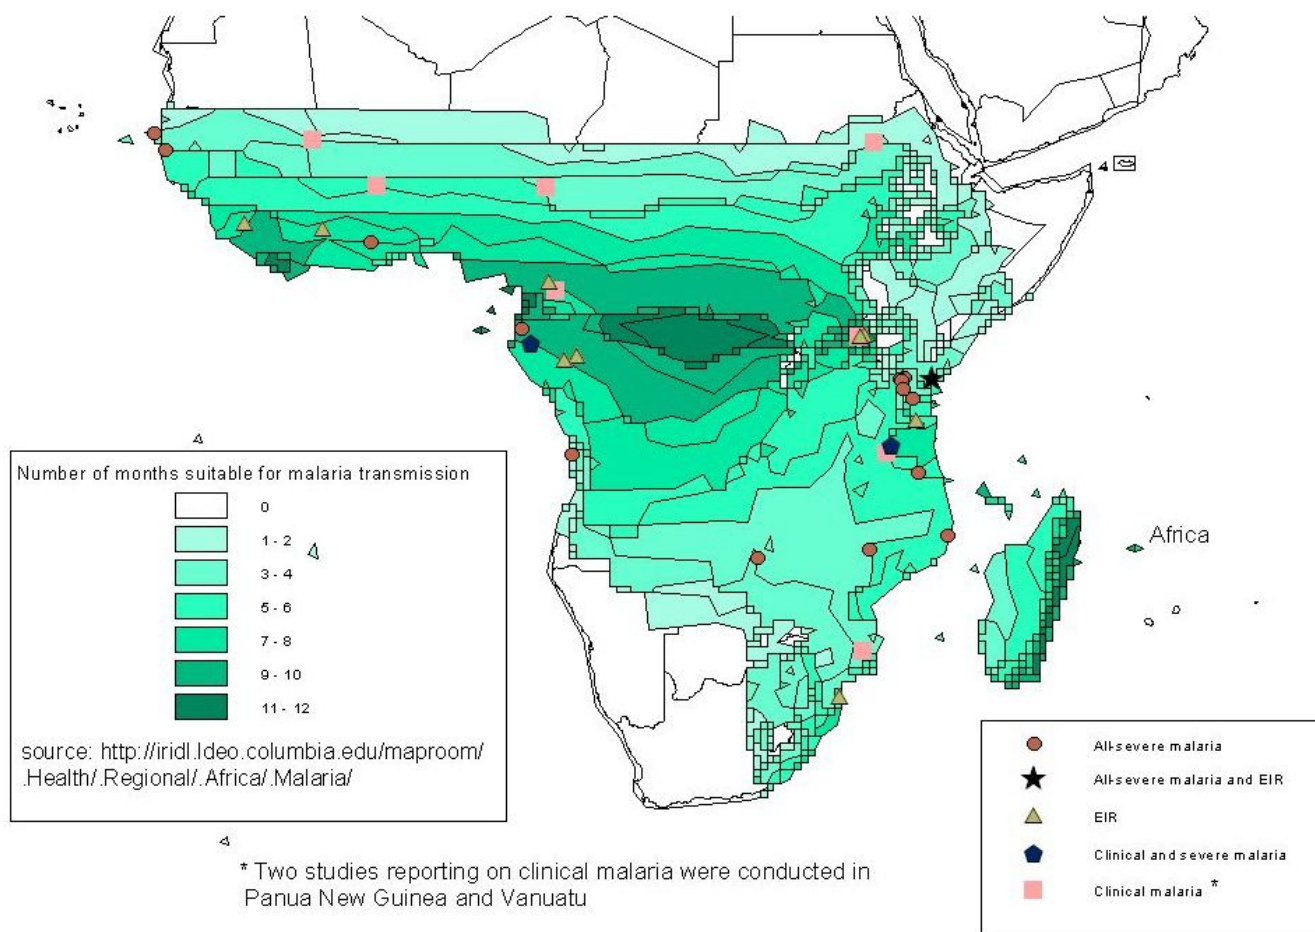 Number of months suitable for malaria transmission
0
1 - 2
3 - 4
5 - 6
7 - 8
9 - 10
11 - 12
source: http://iridl.ldeo.columbia.edu/maproom/
.Health/.Regional/.Africa/.Malaria/
Africa
All-severe malaria
All-severe malaria and EIR
EIR
Clinical and severe malaria
Clinical malaria *
* Two studies reporting on clinical malaria were conducted in
Panua New Guinea and Vanuatu